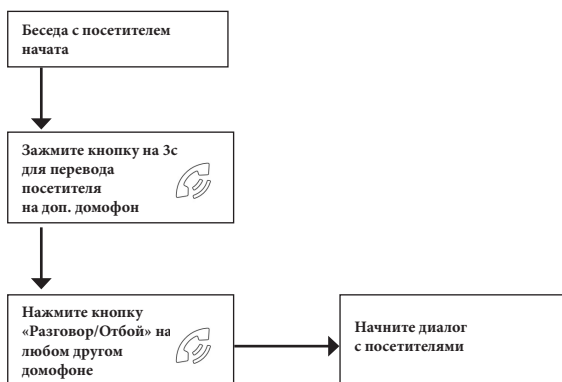 Беседа с посетителем
начата
Зажмите кнопку на 3с
для перевода
посетителя
на доп. домофон
Нажмите кнопку
«Разговор/Отбой» на
любом другом
домофоне
Начните диалог
с посетителями